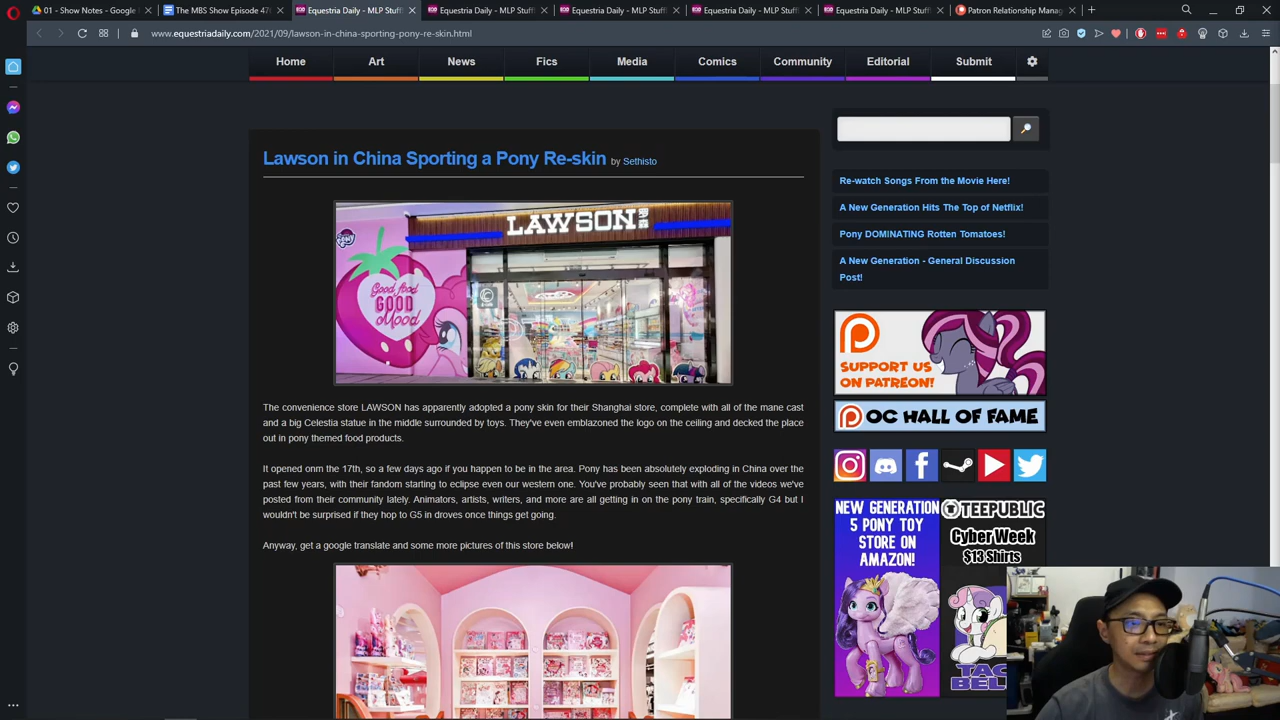 01 - Show Notes - Google
The MBS Show Episode 47
Equestria Daily - MLP Stuff
Equestria Daily - MLP Stuff
Equestria Daily - MLP Stuff
Equestria Daily - MLP Stuff
Equestria Daily - MLP Stuff
Patron Relationship Manag
www.equestriadaily.com/2021/09/lawson-in-china-sporting-pony-re-skin.html
Home
Art
News
Fics
Media
Comics
Community
Editorial
Submit
Lawson in China Sporting a Pony Re-skin by Sethisto
LAWSON
Good food
GOOD
Mood
The convenience store LAWSON has apparently adopted a pony skin for their Shanghai store, complete with all of the mane cast
and a big Celestia statue in the middle surrounded by toys. They've even emblazoned the logo on the ceiling and decked the place
out in pony themed food products.
It opened onm the 17th, so a few days ago if you happen to be in the area. Pony has been absolutely exploding in China over the
past few years, with their fandom starting to eclipse even our western one. You've probably seen that with all of the videos we've
posted from their community lately. Animators, artists, writers, and more are all getting in on the pony train, specifically G4 but I
wouldn't be surprised if they hop to G5 in droves once things get going.
Anyway, get a google translate and some more pictures of this store below!
Re-watch Songs From the Movie Here!
A New Generation Hits The Top of Netflix!
Pony DOMINATING Rotten Tomatoes!
A New Generation - General Discussion
Post!
SUPPORT US
ON PATREON!
OC HALL OF FAME
NEW GENERATION
5 PONY TOY
STORE ON
AMAZON!
TEEPUBLIC
Cyber Week
$13 Shirts
TAC
BEL